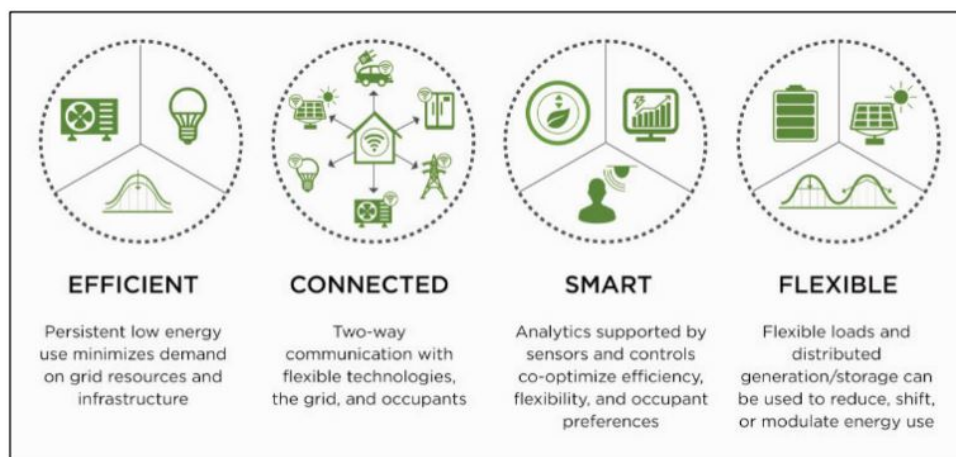 EFFICIENT
Persistent low energy
use minimizes demand
on grid resources and
infrastructure
CONNECTED
Two-way
communication with
flexible technologies,
the grid, and occupants
SMART
Analytics supported by
sensors and controls
co-optimize efficiency,
flexibility, and occupant
preferences
FLEXIBLE
Flexible loads and
distributed
generation/storage can
be used to reduce, shift,
or modulate energy use